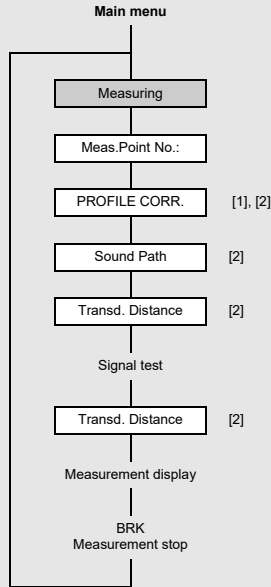 Main menu
Measuring
Meas.Point No.:
PROFILE CORR. [1], [2]
Sound Path [2]
Transd. Distance [2]
Signal test
Transd. Distance [2]
Measurement display
BRK
Measurement stop